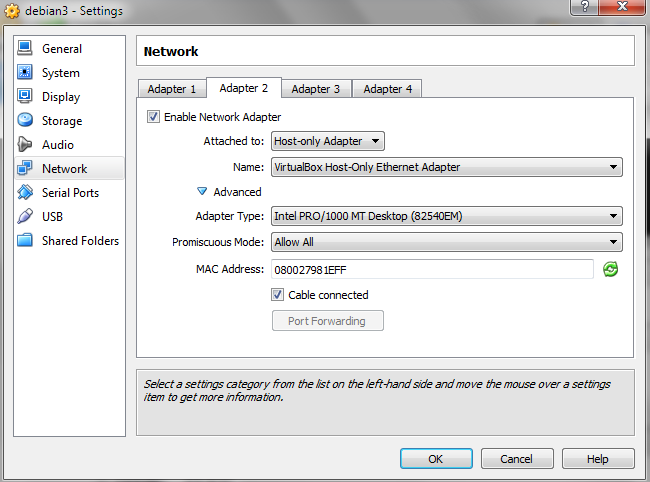 debian3 - Settings
General
System
Display
Storage
Audio
Network
Serial Ports
USB
Shared Folders
Network
Adapter 1 Adapter 2 Adapter 3 Adapter 4
Enable Network Adapter
Attached to: Host-only Adapter
Name: VirtualBox Host-Only Ethernet Adapter
Advanced
Adapter Type: Intel PRO/1000 MT Desktop (82540EM)
Promiscuous Mode: Allow All
MAC Address: 080027981EFF
Cable connected
Port Forwarding
Select a settings category from the list on the left-hand side and move the mouse over a settings
item to get more information.
OK Cancel Help